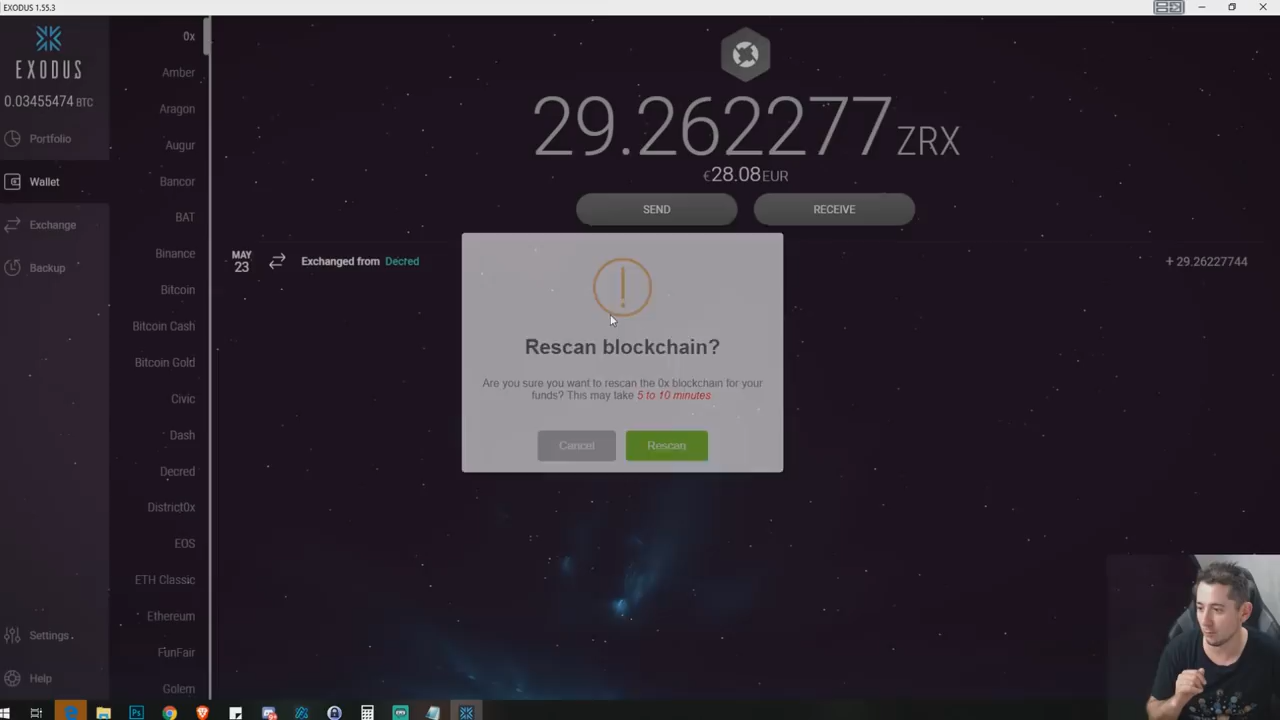 EXODUS 1.55.3
EXODUS
0.03455474 BTC
Portfolio
Wallet
Exchange
Backup
Settings
Help
0x
Amber
Aragon
Augur
Bancor
BAT
Binance
Bitcoin
Bitcoin Cash
Bitcoin Gold
Civic
Dash
Decred
District0x
EOS
ETH Classic
Ethereum
FunFair
Golem
29.262277 ZRX
€28.08 EUR
SEND
RECEIVE
MAY
23
Exchanged from Decred
+ 29.26227744
Rescan blockchain?
Are you sure you want to rescan the 0x blockchain for your
funds? This may take 5 to 10 minutes
Cancel
Rescan
Ps